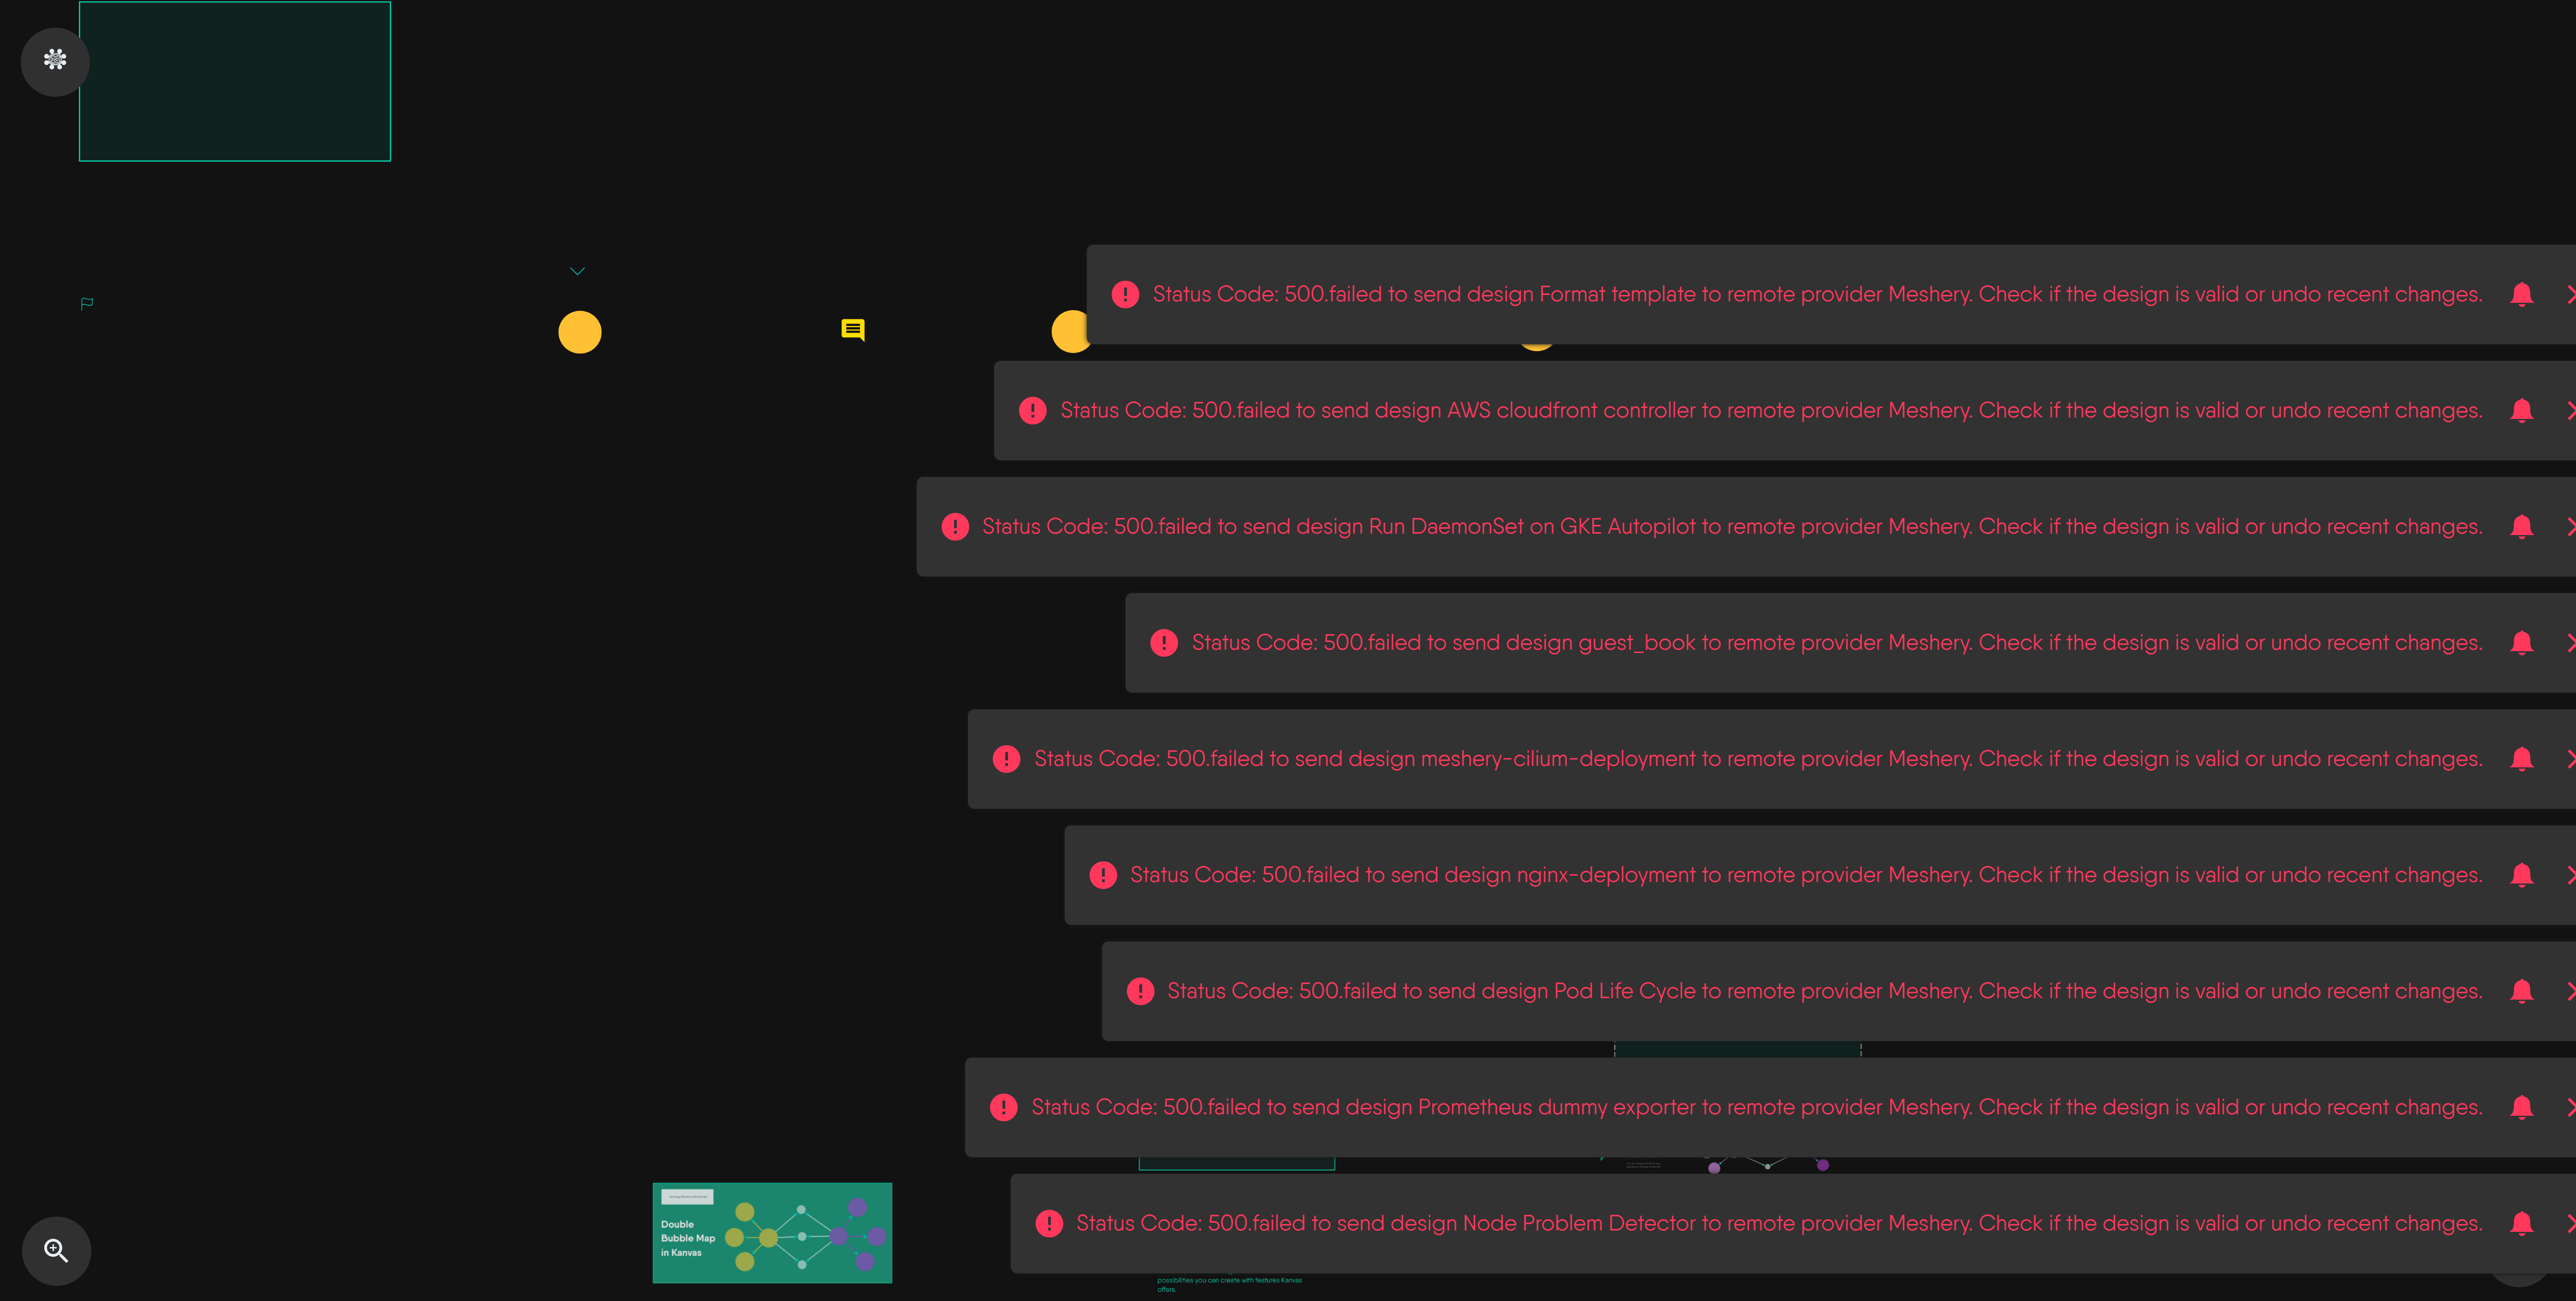 Status Code: 500.failed to send design Format template to remote provider Meshery. Check if the design is valid or undo recent changes.
Status Code: 500.failed to send design AWS cloudfront controller to remote provider Meshery. Check if the design is valid or undo recent changes.
Status Code: 500.failed to send design Run DaemonSet on GKE Autopilot to remote provider Meshery. Check if the design is valid or undo recent changes.
Status Code: 500.failed to send design guest_book to remote provider Meshery. Check if the design is valid or undo recent changes.
Status Code: 500.failed to send design meshery-cilium-deployment to remote provider Meshery. Check if the design is valid or undo recent changes.
Status Code: 500.failed to send design nginx-deployment to remote provider Meshery. Check if the design is valid or undo recent changes.
Status Code: 500.failed to send design Pod Life Cycle to remote provider Meshery. Check if the design is valid or undo recent changes.
Status Code: 500.failed to send design Prometheus dummy exporter to remote provider Meshery. Check if the design is valid or undo recent changes.
Status Code: 500.failed to send design Node Problem Detector to remote provider Meshery. Check if the design is valid or undo recent changes.
Double
Bubble Map
in Kanvas
possibilities you can create with features Kanvas
offers.